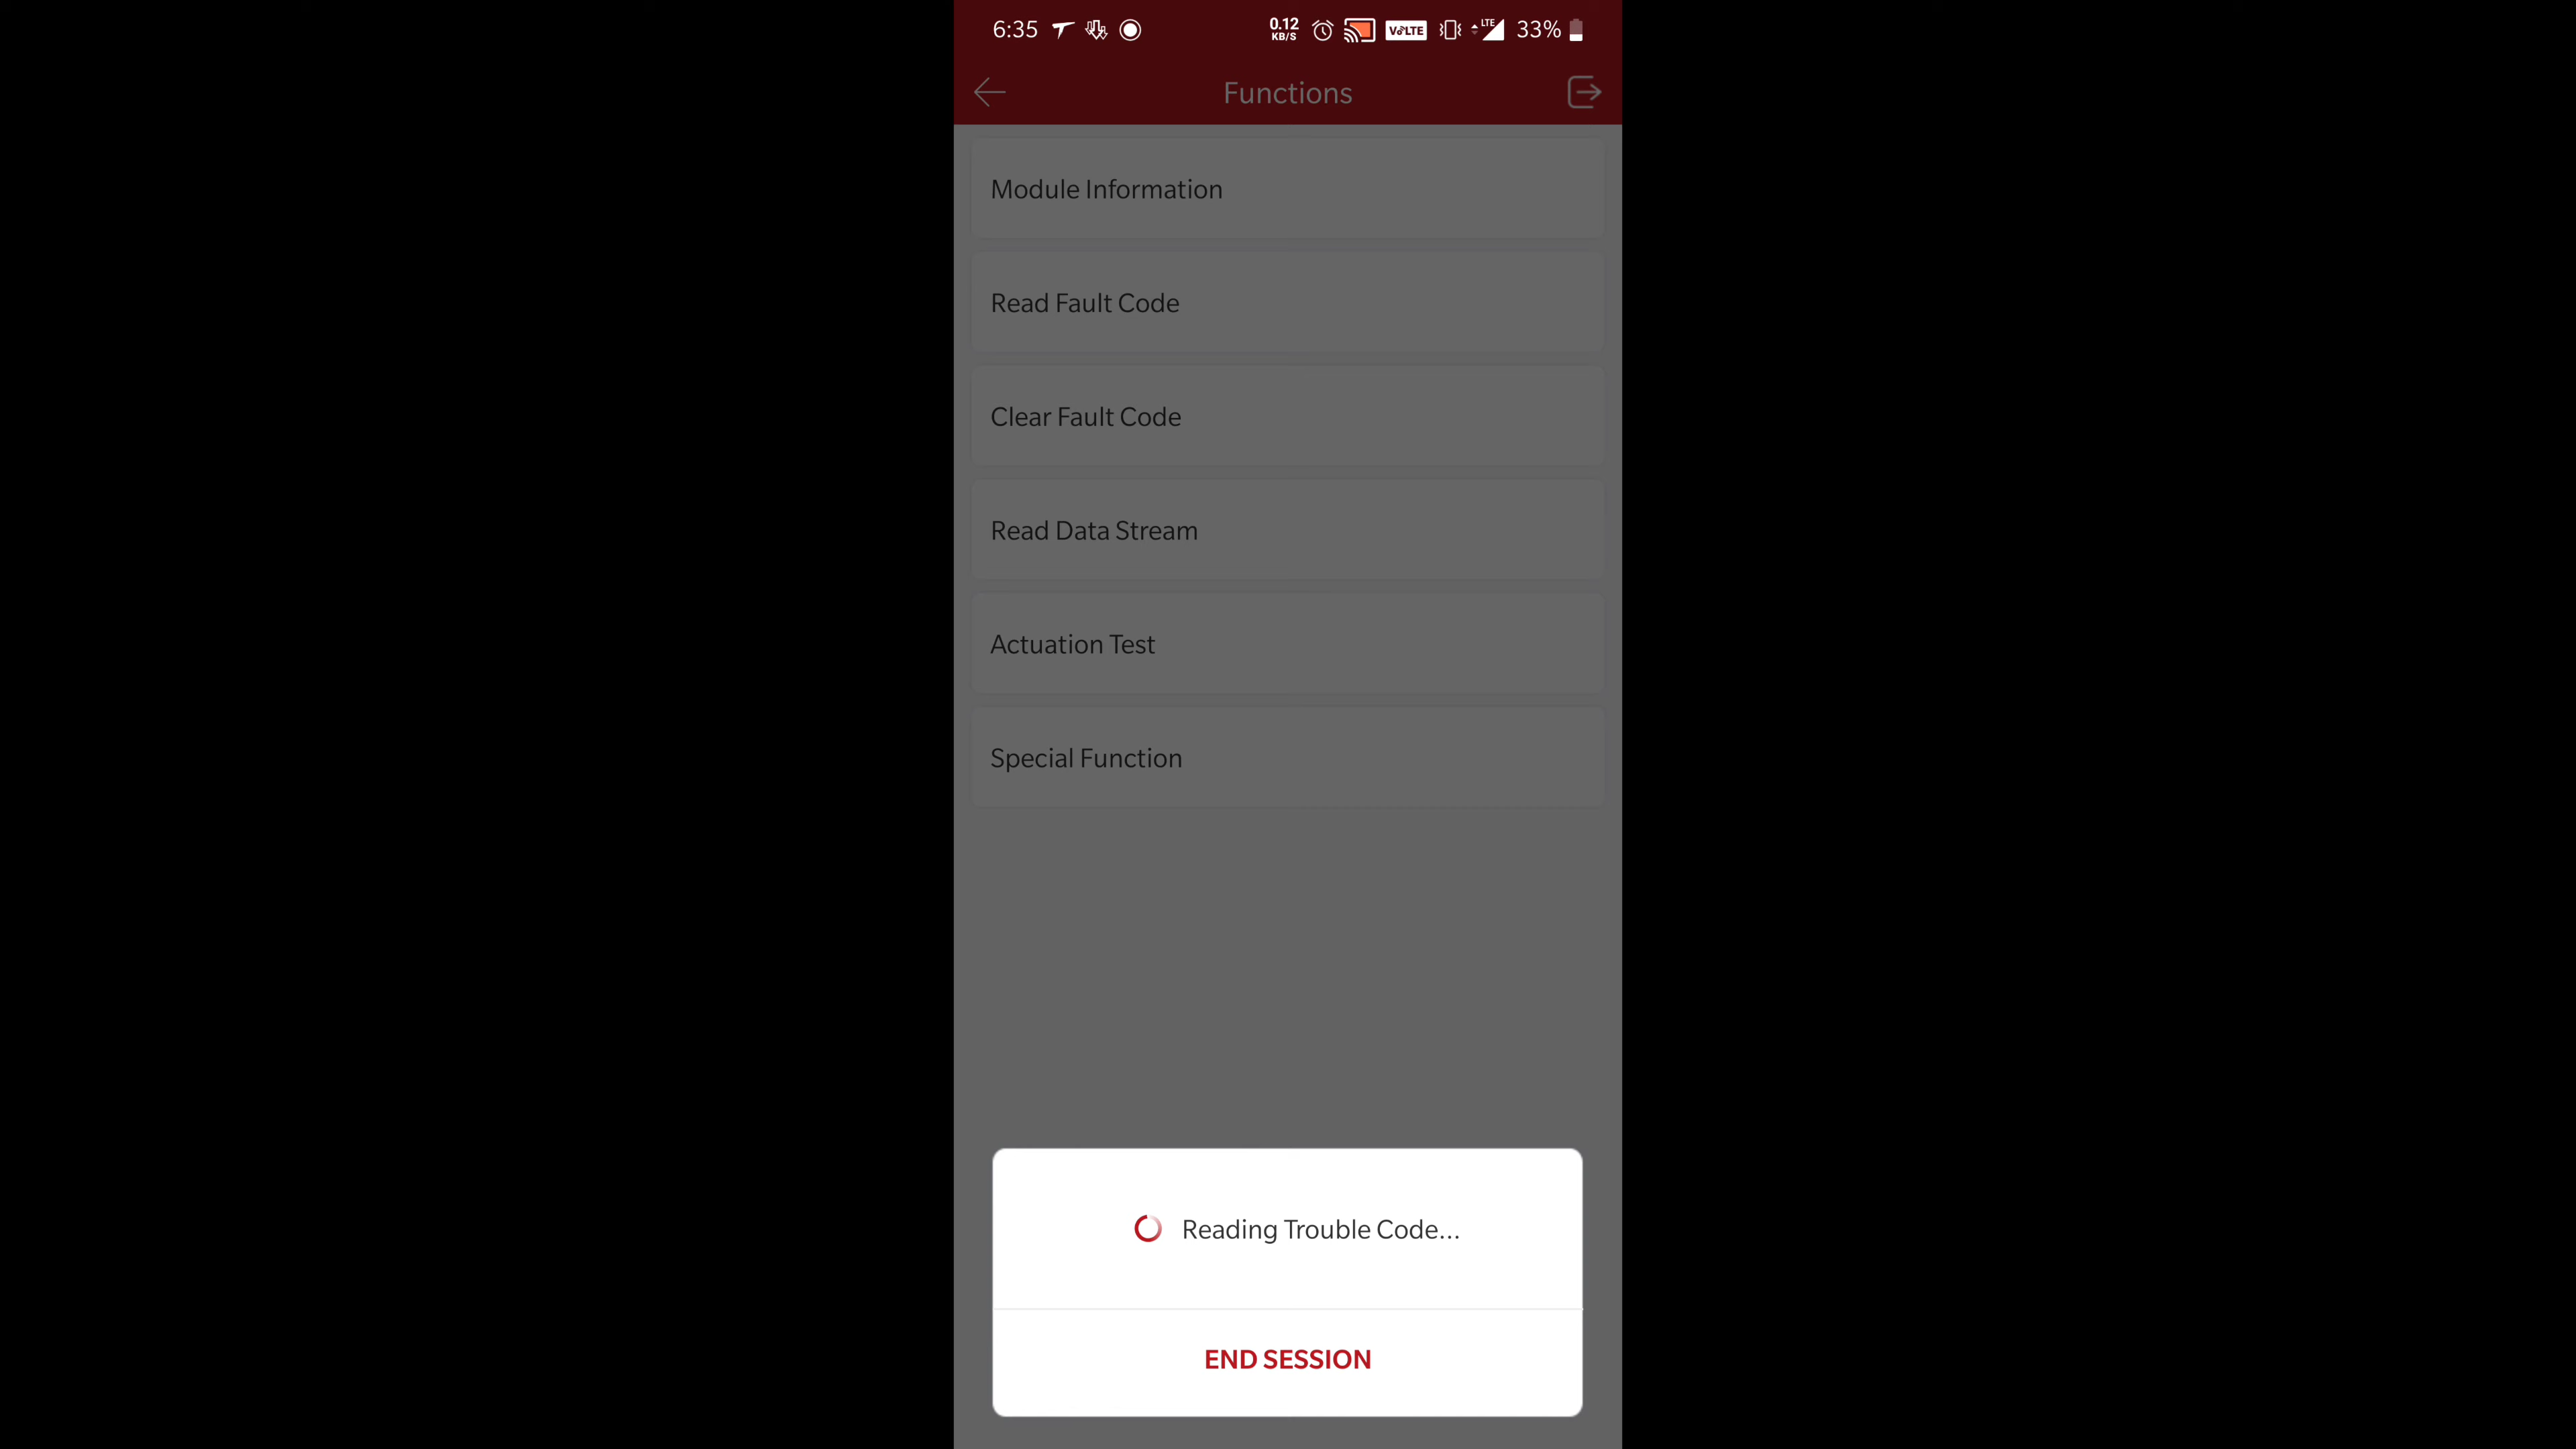 6:35 0.12 KB/S VoLTE LTE 33%
Functions
Module Information
Read Fault Code
Clear Fault Code
Read Data Stream
Actuation Test
Special Function
Reading Trouble Code...
END SESSION